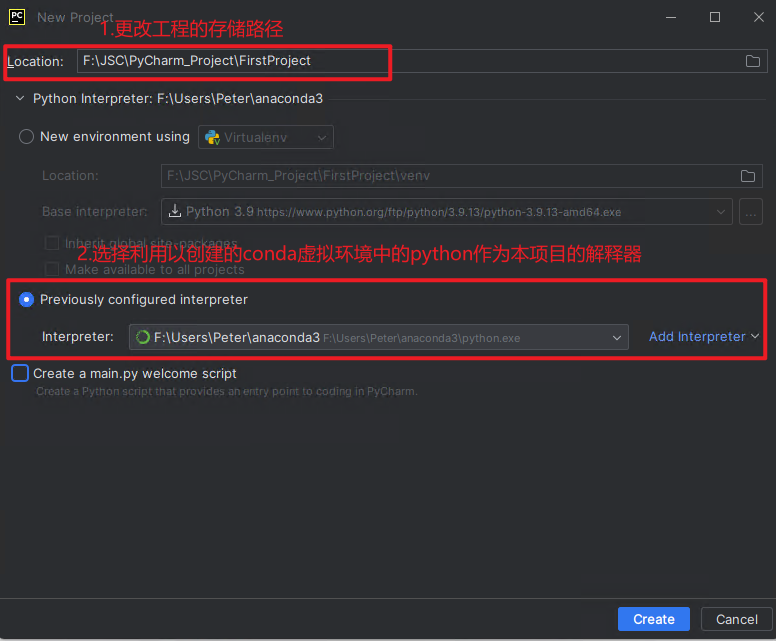 PC New Project
1.更改工程的存储路径
Location: F:\JSC\PyCharm_Project\FirstProject
Python Interpreter: F:\Users\Peter\anaconda3
New environment using Virtualenv
Location: F:\JSC\PyCharm_Project\FirstProject\venv
Base interpreter: Python 3.9 https://www.python.org/ftp/python/3.9.13/python-3.9.13-amd64.exe ...
Inherit global site-packages
2.选择利用以创建的conda虚拟环境中的python作为本项目的解释器
Make available to all projects
Previously configured interpreter
Interpreter: F:\Users\Peter\anaconda3 F:\Users\Peter\anaconda3\python.exe Add Interpreter
Create a main.py welcome script
Create a Python script that provides an entry point to coding in PyCharm.
Create Cancel